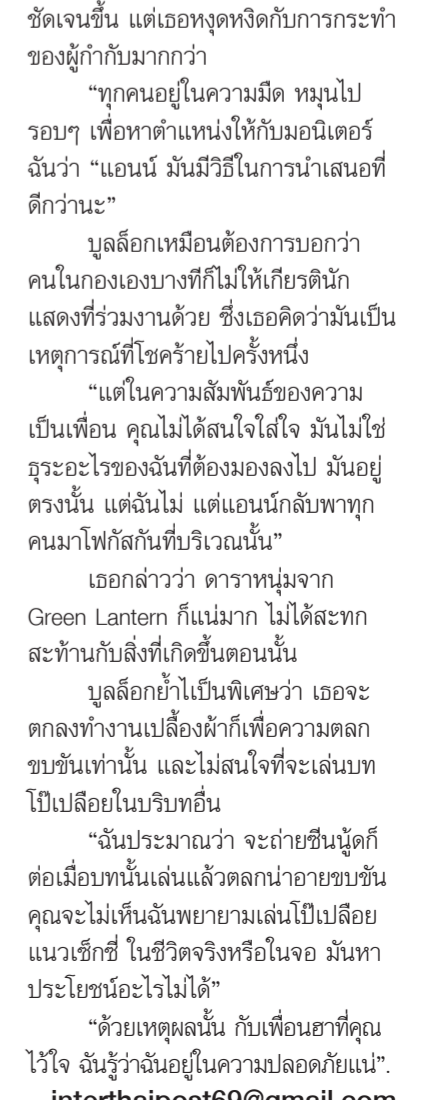 ชัดเจนขึ้น แต่เธอหงุดหงิดกับการกระทำ
ของผู้กำกับมากกว่า
“ทุกคนอยู่ในความมืด หมุนไป
รอบๆ เพื่อหาตำแหน่งให้กับมอนิเตอร์
ฉันว่า “แอนน์ มันมีวิธีในการนำเสนอที่
ดีกว่านะ”
บูลล็อกเหมือนต้องการบอกว่า
คนในกองเองบางทีก็ไม่ให้เกียรตินัก
แสดงที่ร่วมงานด้วย ซึ่งเธอคิดว่ามันเป็น
เหตุการณ์ที่โชคร้ายไปครั้งหนึ่ง
“แต่ในความสัมพันธ์ของความ
เป็นเพื่อน คุณไม่ได้สนใจใส่ใจ มันไม่ใช่
ธุระอะไรของฉันที่ต้องมองลงไป มันอยู่
ตรงนั้น แต่ฉันไม่ แต่แอนน์กลับพาทุก
คนมาโฟกัสกันที่บริเวณนั้น”
เธอกล่าวว่า ดาราหนุ่มจาก
Green Lantern ก็แน่มาก ไม่ได้สะทก
สะท้านกับสิ่งที่เกิดขึ้นตอนนั้น
บูลล็อกย้ำไเป็นพิเศษว่า เธอจะ
ตกลงทำงานเปลื้องผ้าก็เพื่อความตลก
ขบขันเท่านั้น และไม่สนใจที่จะเล่นบท
โป๊เปลือยในบริบทอื่น
“ฉันประมาณว่า จะถ่ายซีนนู้ดก็
ต่อเมื่อบทนั้นเล่นแล้วตลกน่าอายขบขัน
คุณจะไม่เห็นฉันพยายามเล่นโป๊เปลือย
แนวเซ็กซี่ ในชีวิตจริงหรือในจอ มันหา
ประโยชน์อะไรไม่ได้”
“ด้วยเหตุผลนั้น กับเพื่อนฮาที่คุณ
ไว้ใจ ฉันรู้ว่าฉันอยู่ในความปลอดภัยแน่”.
interthaipost69@gmail.com